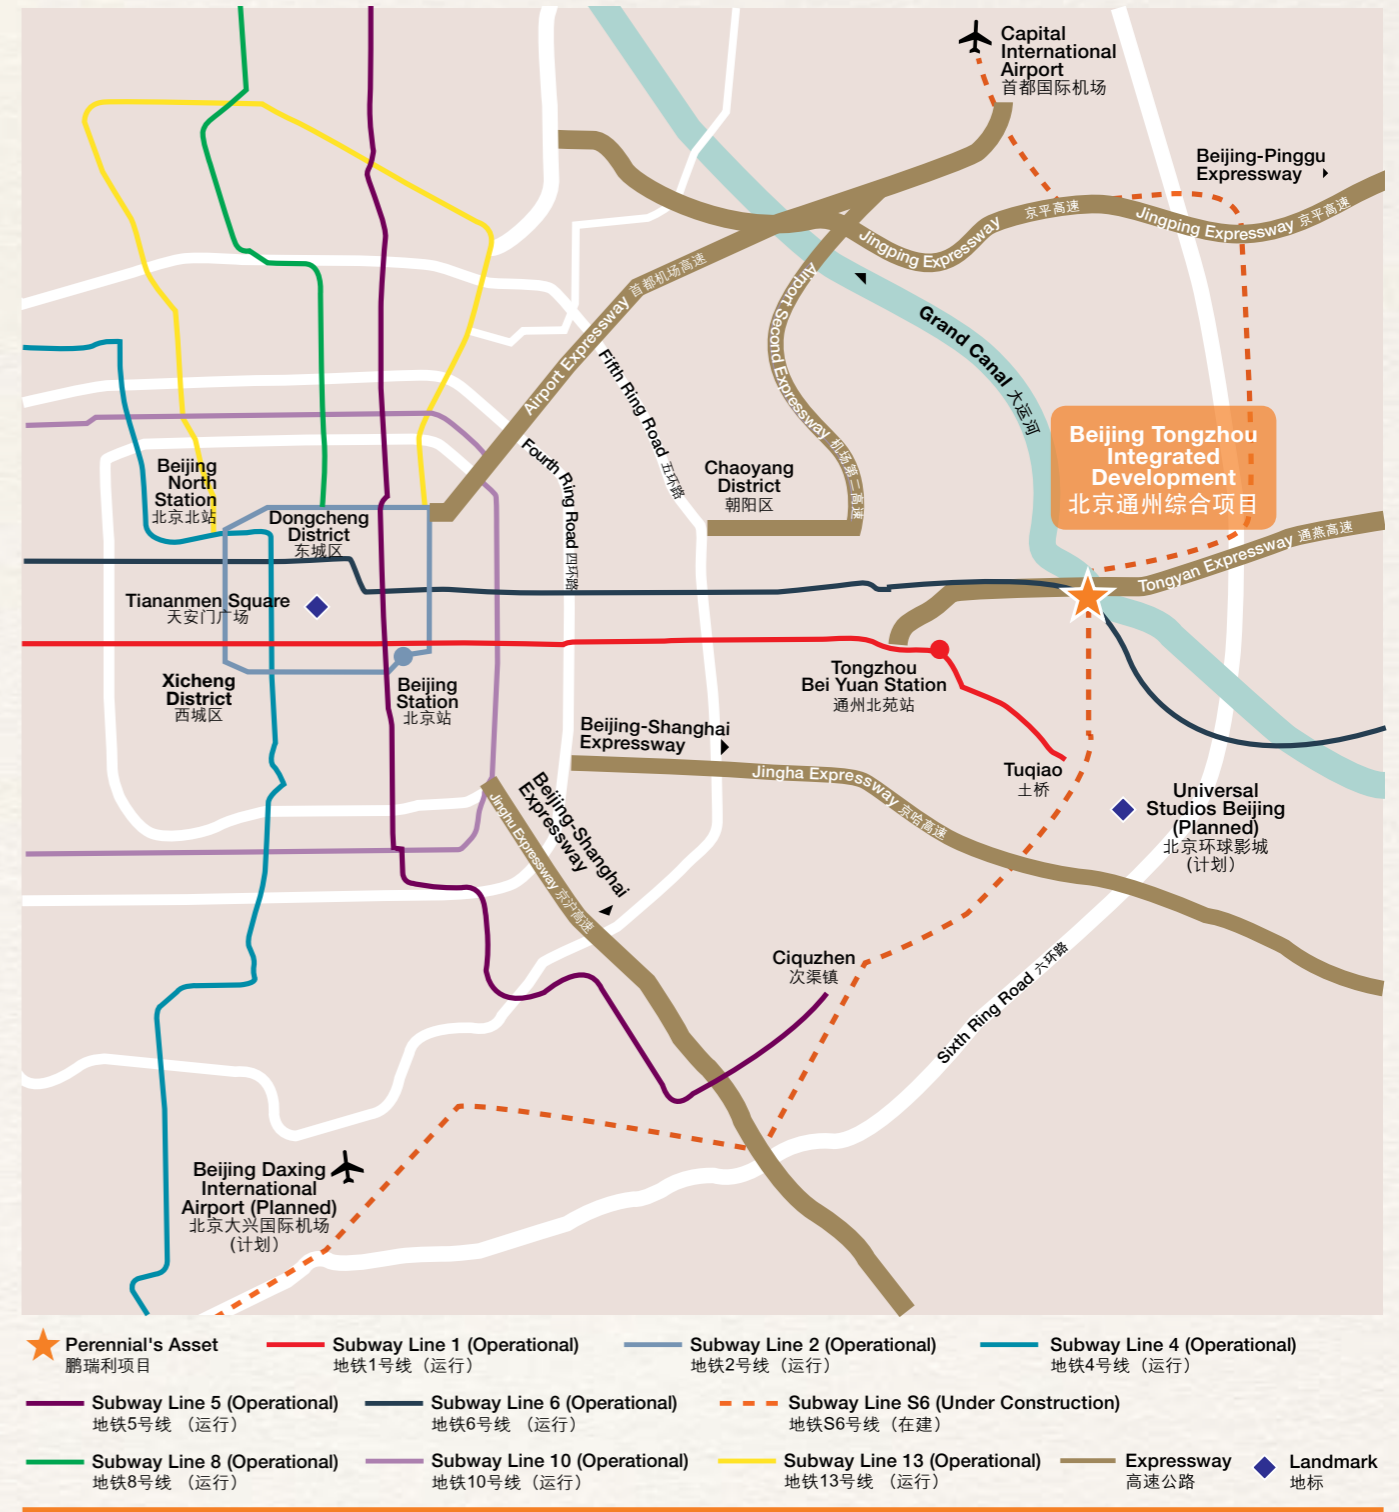 Capital
International
Airport
首都国际机场
Beijing-Pinggu
Expressway
京平高速
Jingping Expressway 京平高速
Jingping Expressway
Airport Expressway 首都机场高速
Airport Second Expressway 机场第二高速
Grand Canal 大运河
Fifth Ring Road 五环路
Fourth Ring Road 四环路
Beijing Tongzhou
Integrated
Development
北京通州综合项目
Chaoyang
District
朝阳区
Beijing
North
Station
北京北站
Dongcheng
District
东城区
Tongyan Expressway 通燕高速
Tiananmen Square
天安门广场
Xicheng
District
西城区
Beijing
Station
北京站
Tongzhou
Bei Yuan Station
通州北苑站
Beijing-Shanghai
Expressway
Jingha Expressway 京哈高速
Tuqiao
土桥
Universal
Studios Beijing
(Planned)
北京环球影城
(计划)
Beijing-Shanghai
Expressway
Jinghu Expressway 京沪高速
Ciquzhen
次渠镇
Sixth Ring Road 六环路
Beijing Daxing
International
Airport (Planned)
北京大兴国际机场
(计划)
Perennial's Asset
鹏瑞利项目
Subway Line 1 (Operational)
地铁1号线（运行）
Subway Line 2 (Operational)
地铁2号线（运行）
Subway Line 4 (Operational)
地铁4号线（运行）
Subway Line 5 (Operational)
地铁5号线 （运行）
Subway Line 6 (Operational)
地铁6号线 （运行）
Subway Line S6 (Under Construction)
地铁S6号线（在建）
Subway Line 8 (Operational)
地铁8号线 （运行）
Subway Line 10 (Operational)
地铁10号线（运行）
Subway Line 13 (Operational)
地铁13号线 （运行）
Expressway
高速公路
Landmark
地标